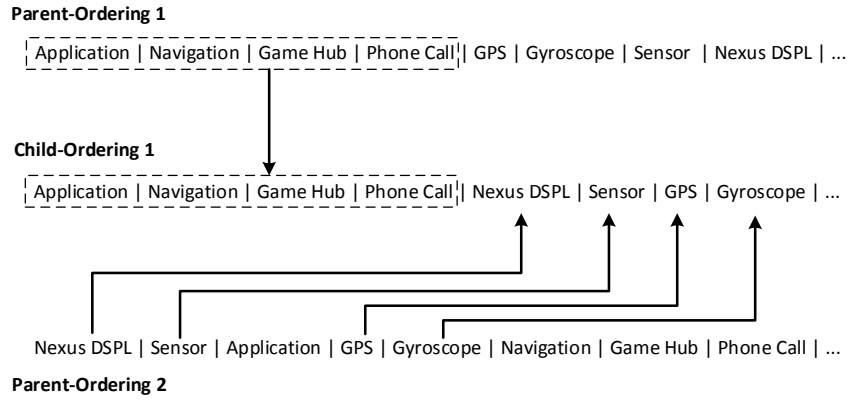 Parent-Ordering 1
Application | Navigation | Game Hub | Phone Call | GPS | Gyroscope | Sensor | Nexus DSPL | ...
Child-Ordering 1
Application | Navigation | Game Hub | Phone Call | Nexus DSPL | Sensor | GPS | Gyroscope | ...
Nexus DSPL | Sensor | Application | GPS | Gyroscope | Navigation | Game Hub | Phone Call | ...
Parent-Ordering 2